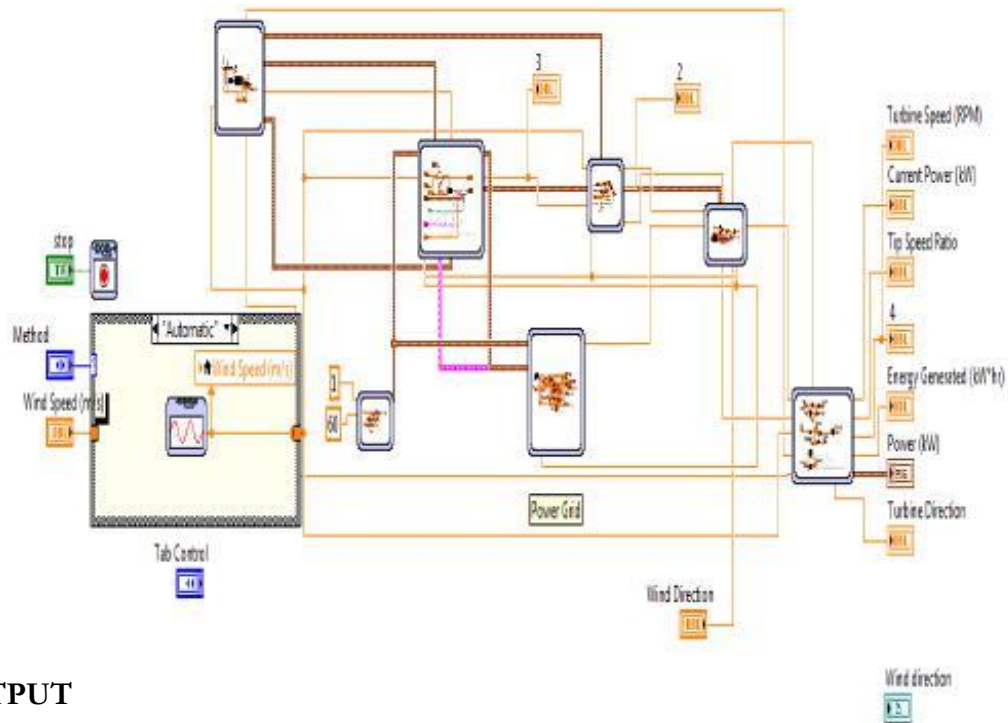 3
2
Turbine Speed (RPM)
Current Power (kW)
Tip Speed Ratio
stop
4
"Automatic"
Method
Wind Speed (m/s)
Energy Generated (kW*hr)
1
Wind Speed (m/s)
60
Power (kW)
Power Grid
Turbine Direction
Tab Control
Wind Direction
Wind direction
TPUT